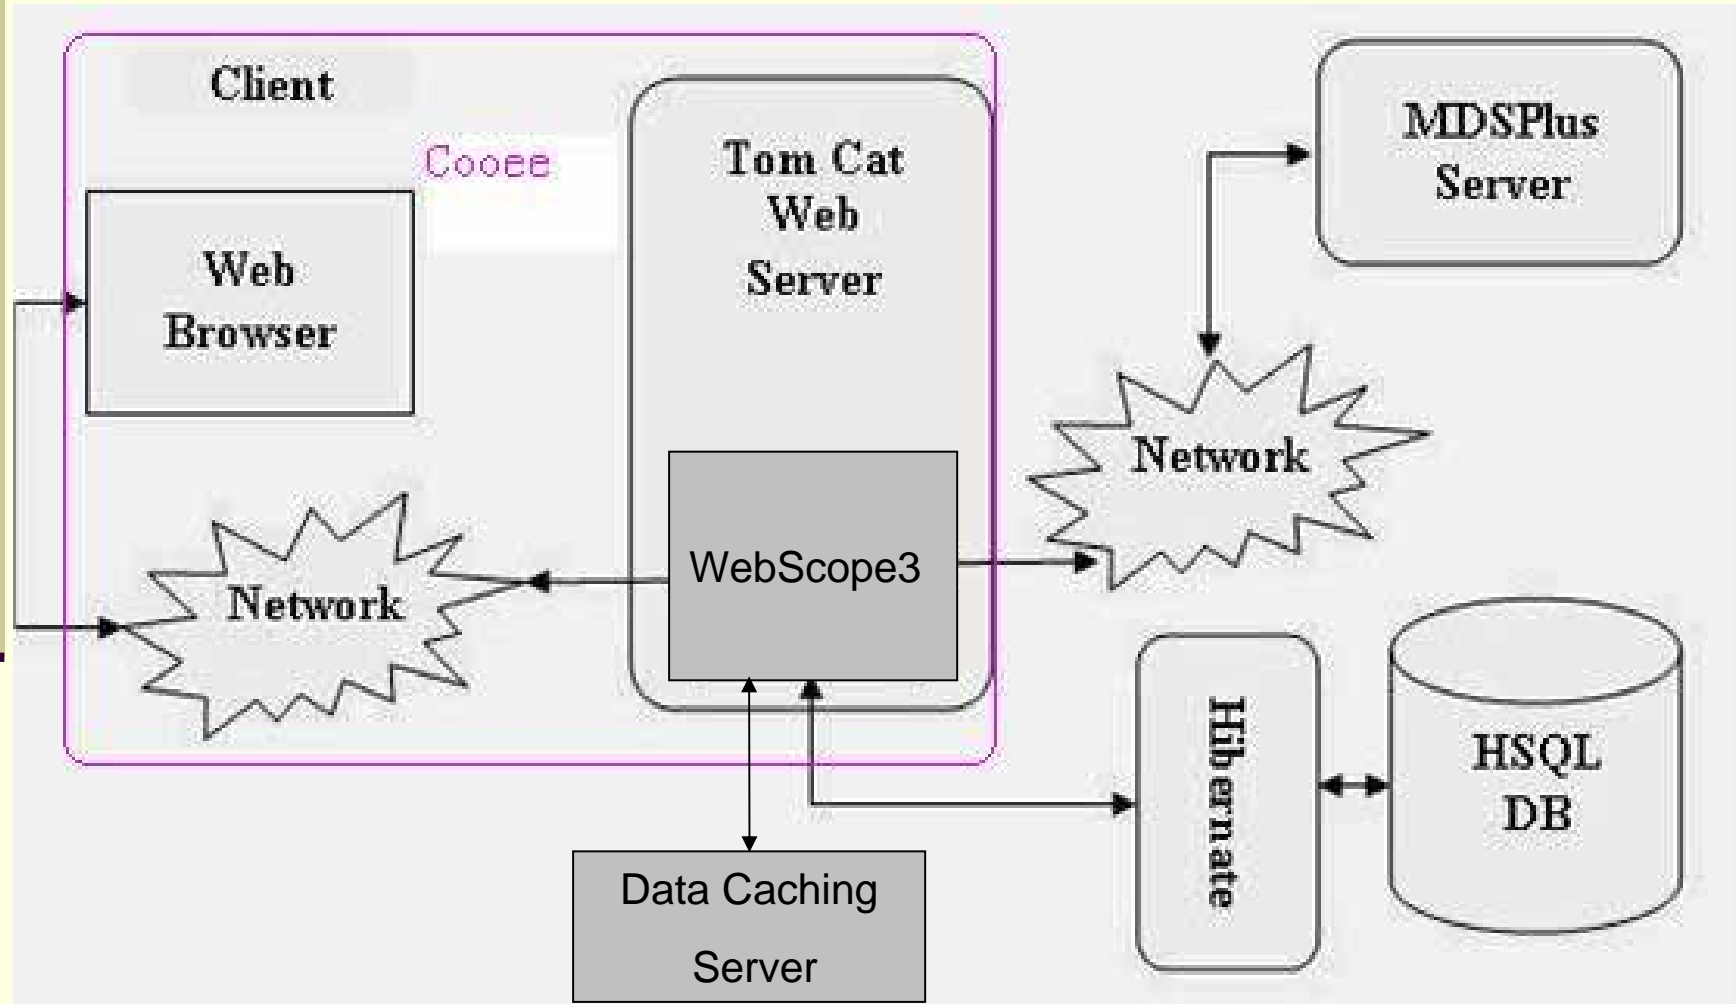 Client
Cooee
Web
Browser
Network
Tom Cat
Web
Server
WebScope3
MDSPlus
Server
Network
Hibernate
HSQL
DB
Data Caching
Server